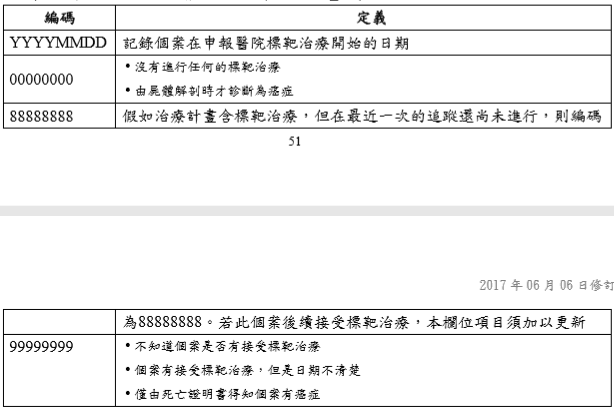 編碼 定義
YYYYMMDD 記錄個案在申報醫院標靶治療開始的日期
00000000
•沒有進行任何的標靶治療
•由屍體解剖時才診斷為癌症
88888888 假如治療計畫含標靶治療，但在最近一次的追蹤還尚未進行，則編碼
51
2017 年 06 月 06 日修訂
為88888888。若此個案後續接受標靶治療，本欄位項目須加以更新
99999999 •不知道個案是否有接受標靶治療
•個案有接受標靶治療，但是日期不清楚
•僅由死亡證明書得知個案有癌症